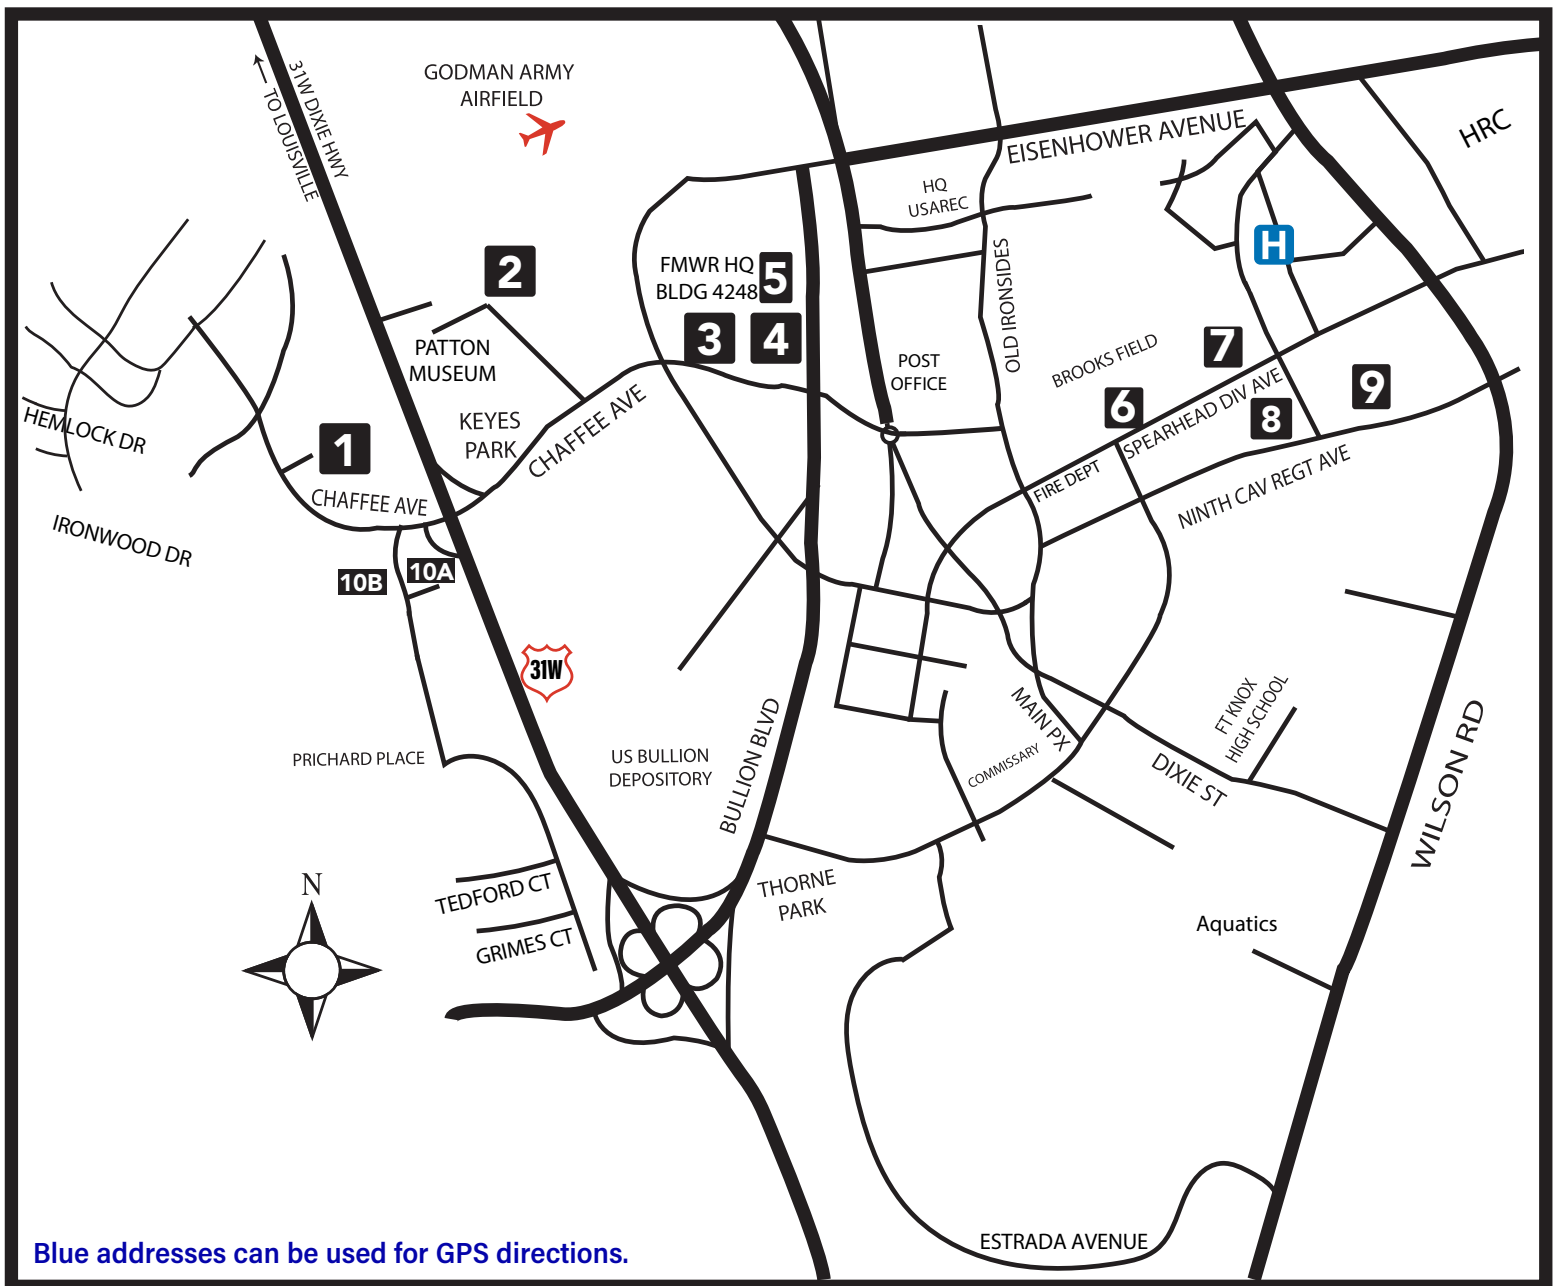 GODMAN ARMY
AIRFIELD
31W DIXIE HWY
TO LOUISVILLE
EISENHOWER AVENUE
HRC
HQ
USAREC
H
2
FMWR HQ
BLDG 4248
5
3
4
PATTON
MUSEUM
POST
OFFICE
OLD IRONSIDES
BROOKS FIELD
7
6
SPEARHEAD DIV AVE
8
9
KEYES
PARK
CHAFFEE AVE
HEMLOCK DR
1
CHAFFEE AVE
FIRE DEPT
NINTH CAV REGT AVE
IRONWOOD DR
10B
10A
31W
PRICHARD PLACE
US BULLION
DEPOSITORY
BULLION BLVD
MAIN PX
COMMISSARY
DIXIE ST
FT KNOX
HIGH SCHOOL
WILSON RD
TEDFORD CT
GRIMES CT
THORNE
PARK
N
Aquatics
ESTRADA AVENUE
Blue addresses can be used for GPS directions.